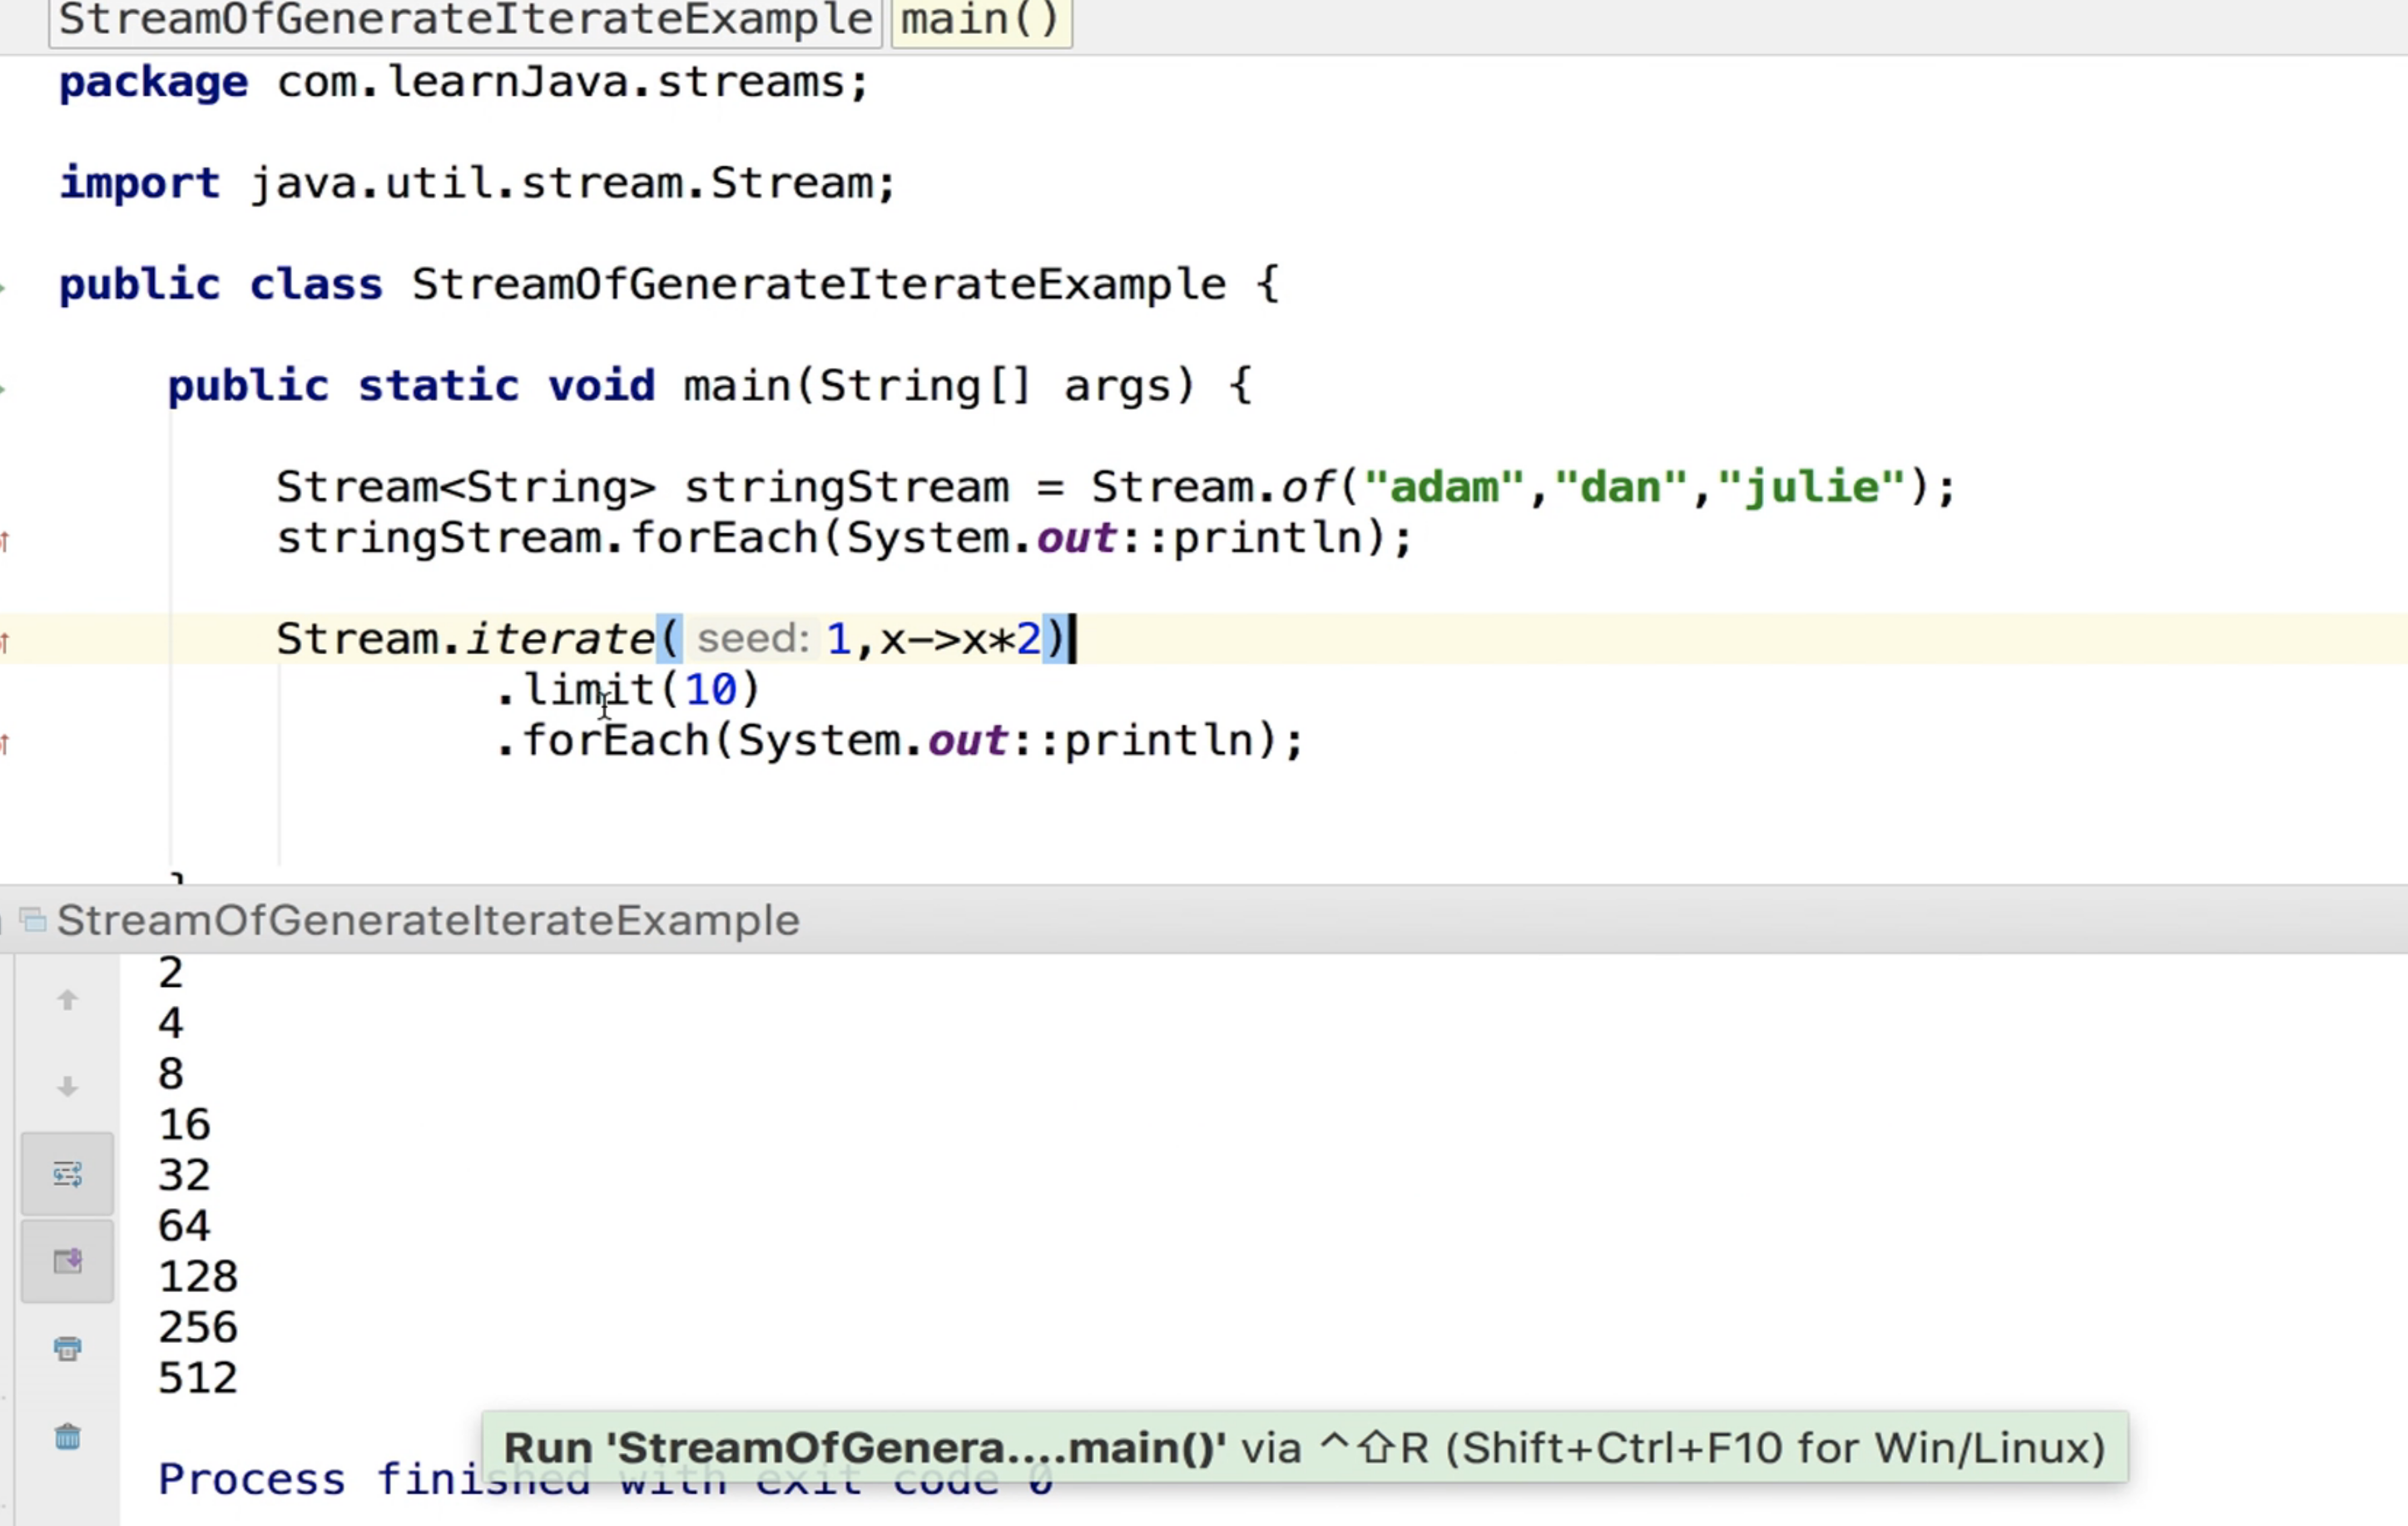 StreamOfGenerateIterateExample main()
package com.learnJava.streams;
import java.util.stream.Stream;
public class StreamOfGenerateIterateExample {
public static void main(String[] args) {
Stream<String> stringStream = Stream.of("adam","dan","julie");
stringStream.forEach(System.out::println);
Stream.iterate( seed: 1,x->x*2)
.limit(10)
.forEach(System.out::println);
}
StreamOfGenerateIterateExample
2
4
8
16
32
64
128
256
512
Run 'StreamOfGenera....main()' via ^⇧R (Shift+Ctrl+F10 for Win/Linux)
Process finished with exit code 0